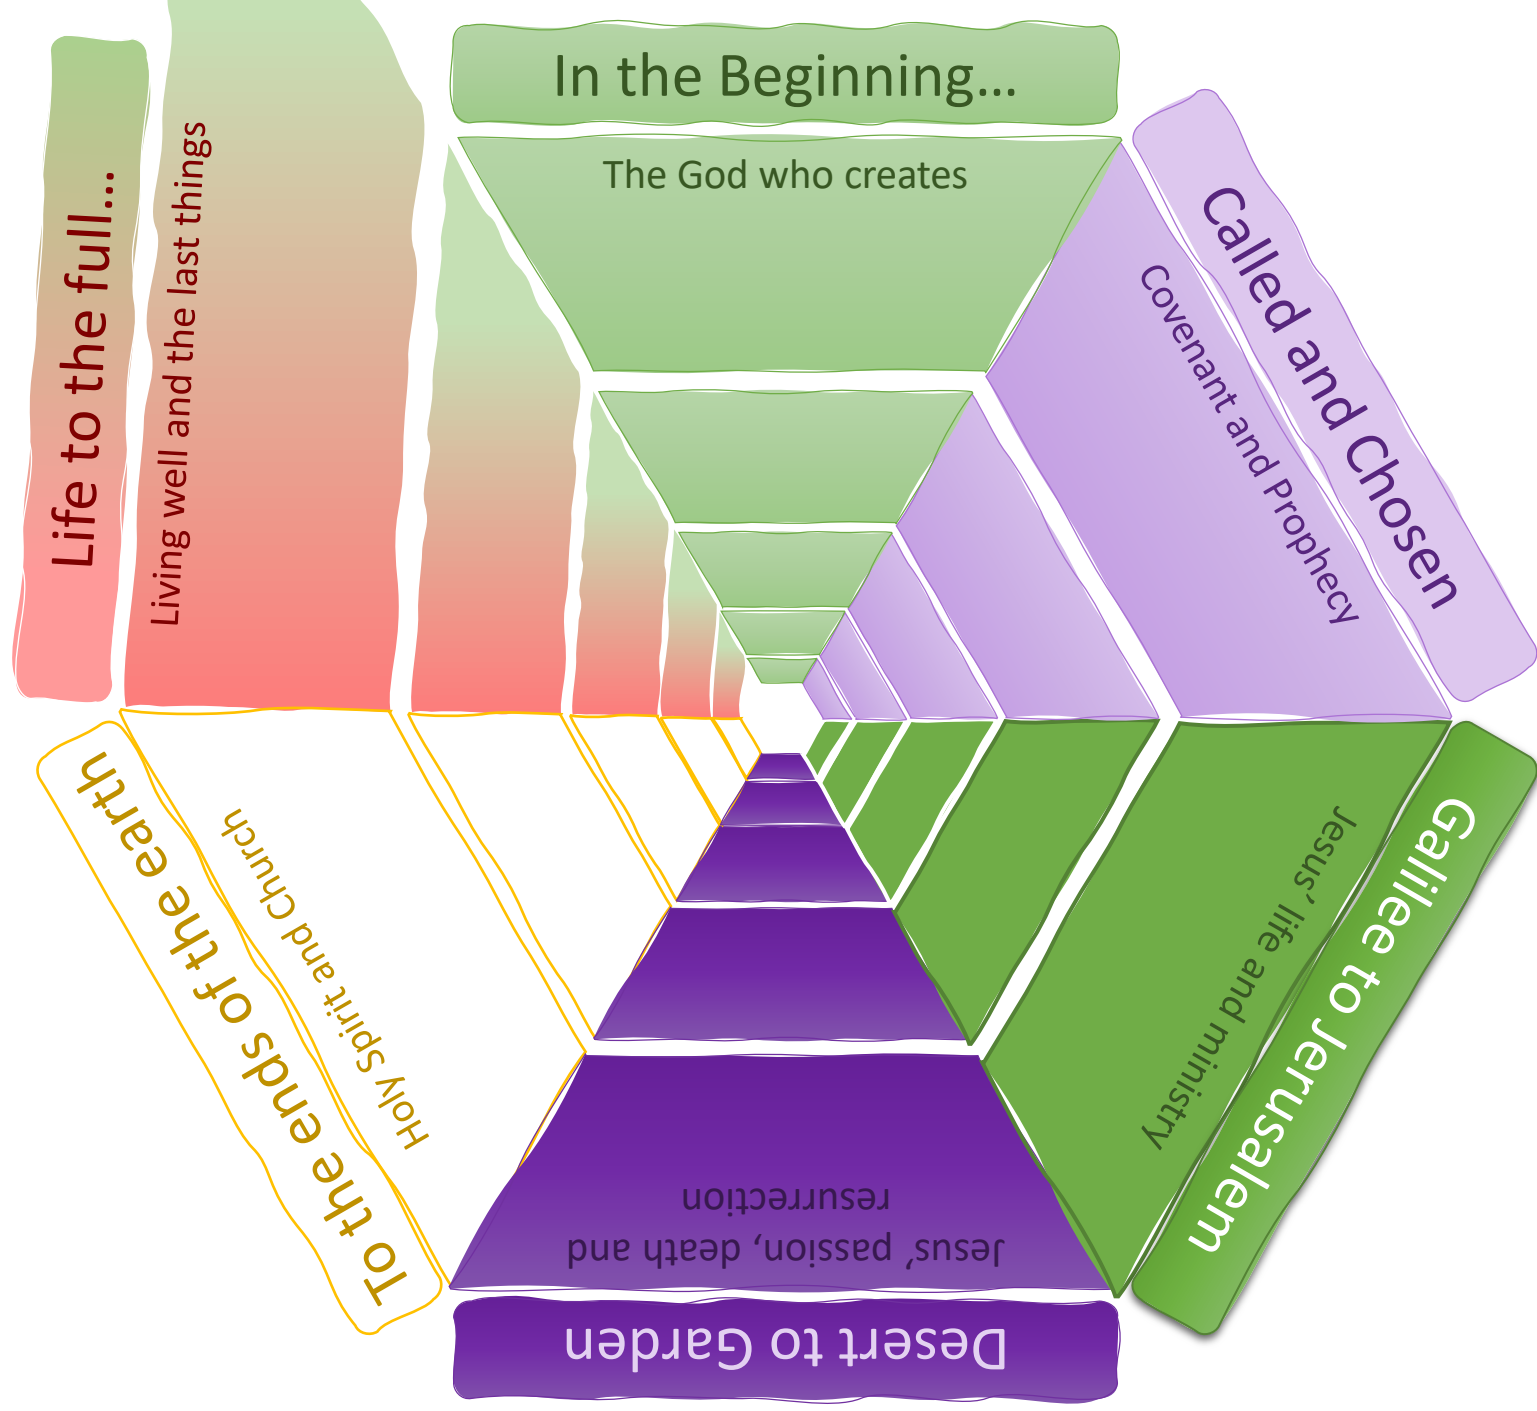 In the Beginning...
The God who creates
Called and Chosen
Covenant and Prophecy
Galilee to Jerusalem
Jesus’ life and ministry
Desert to Garden
Jesus’ passion, death and
resurrection
To the ends of the earth
Holy Spirit and Church
Life to the full...
Living well and the last things